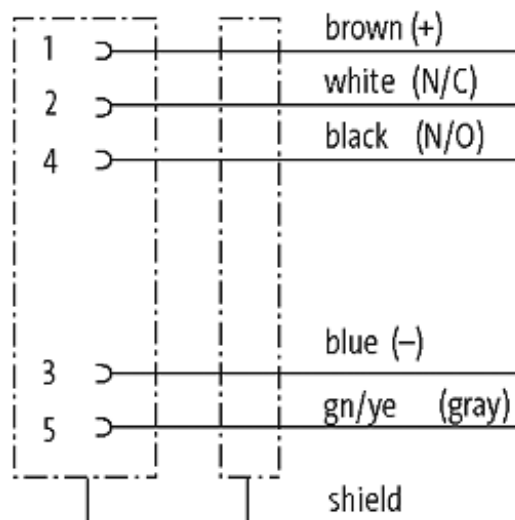 1 brown (+)
2 white (N/C)
4 black (N/O)
3 blue (–)
5 gn/ye (gray)
shield